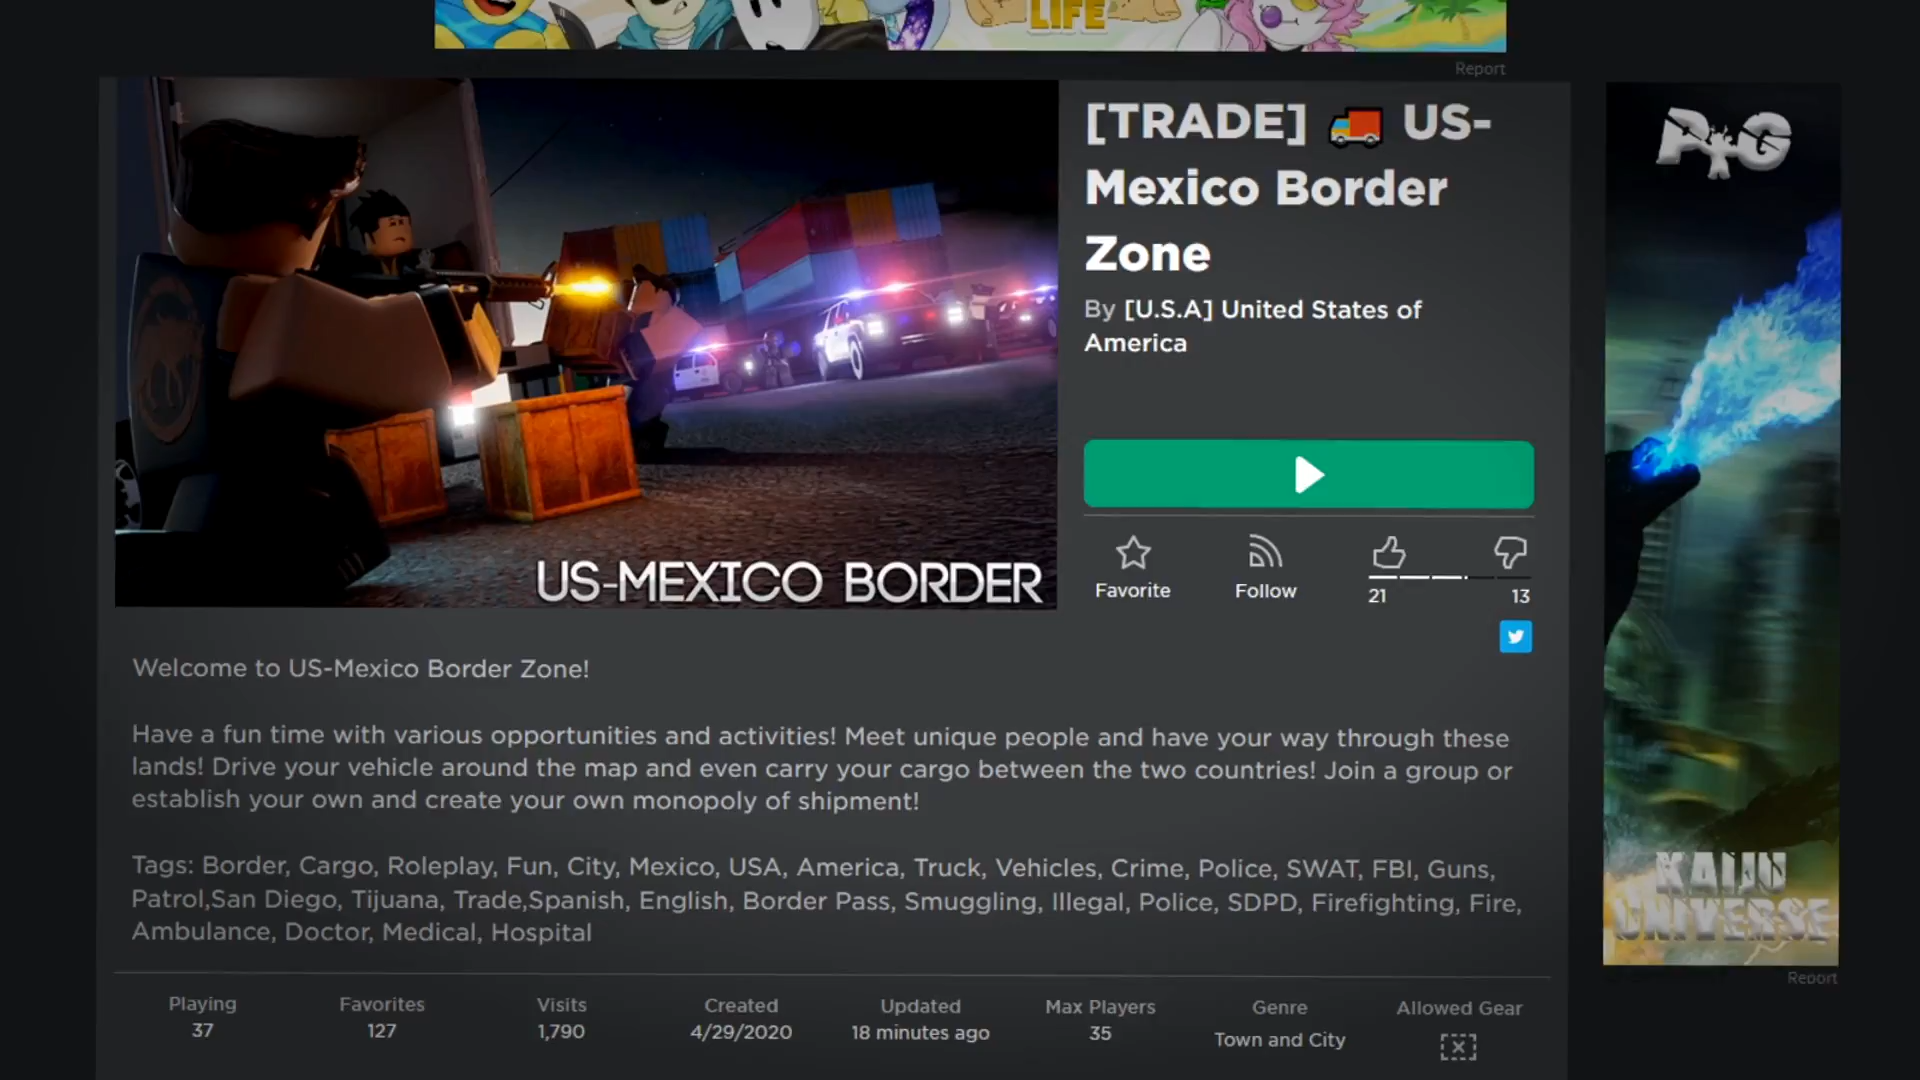 LIFE
Report
[TRADE] 🚚 US-
Mexico Border
Zone
By [U.S.A] United States of
America
US-MEXICO BORDER
Favorite
Follow
21
13
Welcome to US-Mexico Border Zone!
Have a fun time with various opportunities and activities! Meet unique people and have your way through these
lands! Drive your vehicle around the map and even carry your cargo between the two countries! Join a group or
establish your own and create your own monopoly of shipment!
Tags: Border, Cargo, Roleplay, Fun, City, Mexico, USA, America, Truck, Vehicles, Crime, Police, SWAT, FBI, Guns,
Patrol,San Diego, Tijuana, Trade,Spanish, English, Border Pass, Smuggling, Illegal, Police, SDPD, Firefighting, Fire,
Ambulance, Doctor, Medical, Hospital
Playing
37
Favorites
127
Visits
1,790
Created
4/29/2020
Updated
18 minutes ago
Max Players
35
Genre
Town and City
Allowed Gear
KAIJU
UNIVERSE
Report